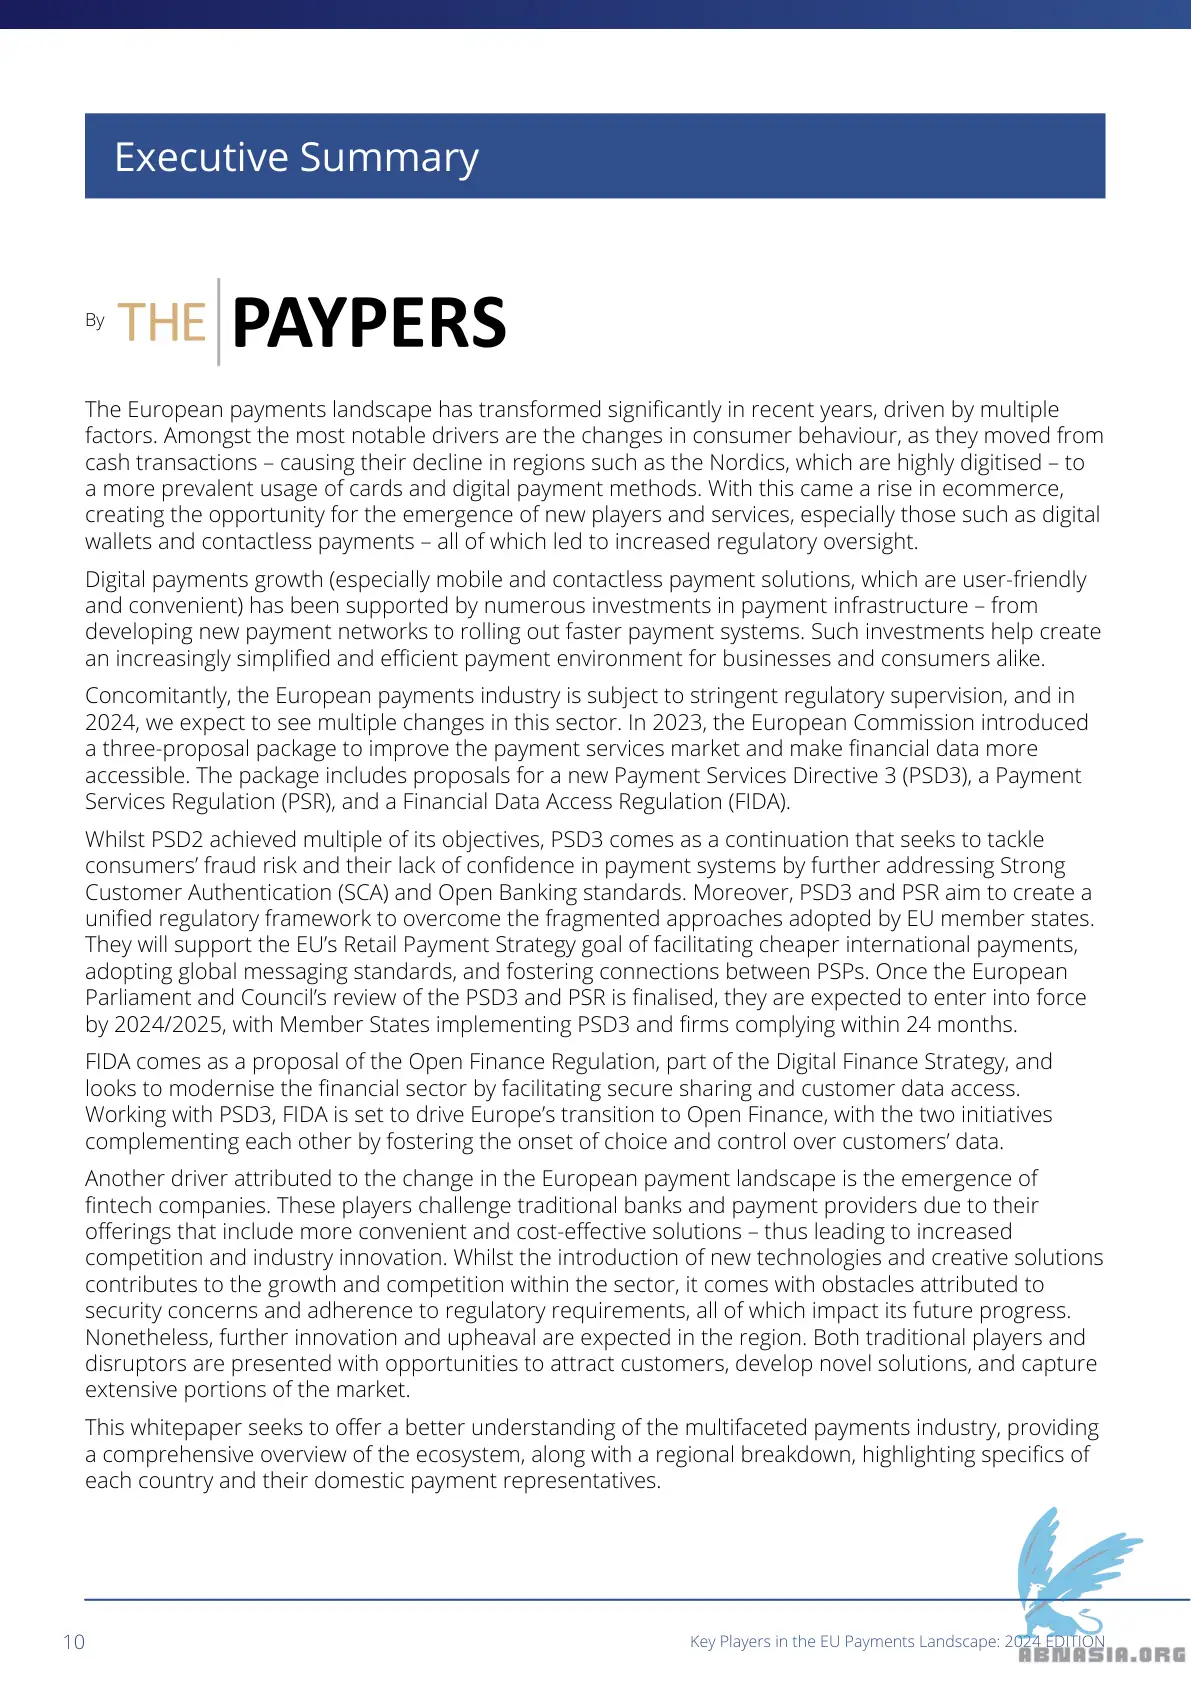 Executive Summary
By THE PAYPERS
The European payments landscape has transformed significantly in recent years, driven by multiple
factors. Amongst the most notable drivers are the changes in consumer behaviour, as they moved from
cash transactions – causing their decline in regions such as the Nordics, which are highly digitised – to
a more prevalent usage of cards and digital payment methods. With this came a rise in ecommerce,
creating the opportunity for the emergence of new players and services, especially those such as digital
wallets and contactless payments – all of which led to increased regulatory oversight.
Digital payments growth (especially mobile and contactless payment solutions, which are user-friendly
and convenient) has been supported by numerous investments in payment infrastructure – from
developing new payment networks to rolling out faster payment systems. Such investments help create
an increasingly simplified and efficient payment environment for businesses and consumers alike.
Concomitantly, the European payments industry is subject to stringent regulatory supervision, and in
2024, we expect to see multiple changes in this sector. In 2023, the European Commission introduced
a three-proposal package to improve the payment services market and make financial data more
accessible. The package includes proposals for a new Payment Services Directive 3 (PSD3), a Payment
Services Regulation (PSR), and a Financial Data Access Regulation (FIDA).
Whilst PSD2 achieved multiple of its objectives, PSD3 comes as a continuation that seeks to tackle
consumers’ fraud risk and their lack of confidence in payment systems by further addressing Strong
Customer Authentication (SCA) and Open Banking standards. Moreover, PSD3 and PSR aim to create a
unified regulatory framework to overcome the fragmented approaches adopted by EU member states.
They will support the EU’s Retail Payment Strategy goal of facilitating cheaper international payments,
adopting global messaging standards, and fostering connections between PSPs. Once the European
Parliament and Council’s review of the PSD3 and PSR is finalised, they are expected to enter into force
by 2024/2025, with Member States implementing PSD3 and firms complying within 24 months.
FIDA comes as a proposal of the Open Finance Regulation, part of the Digital Finance Strategy, and
looks to modernise the financial sector by facilitating secure sharing and customer data access.
Working with PSD3, FIDA is set to drive Europe’s transition to Open Finance, with the two initiatives
complementing each other by fostering the onset of choice and control over customers’ data.
Another driver attributed to the change in the European payment landscape is the emergence of
fintech companies. These players challenge traditional banks and payment providers due to their
offerings that include more convenient and cost-effective solutions – thus leading to increased
competition and industry innovation. Whilst the introduction of new technologies and creative solutions
contributes to the growth and competition within the sector, it comes with obstacles attributed to
security concerns and adherence to regulatory requirements, all of which impact its future progress.
Nonetheless, further innovation and upheaval are expected in the region. Both traditional players and
disruptors are presented with opportunities to attract customers, develop novel solutions, and capture
extensive portions of the market.
This whitepaper seeks to offer a better understanding of the multifaceted payments industry, providing
a comprehensive overview of the ecosystem, along with a regional breakdown, highlighting specifics of
each country and their domestic payment representatives.
10
Key Players in the EU Payments Landscape: 2024 EDITION
ABNASIA.ORG